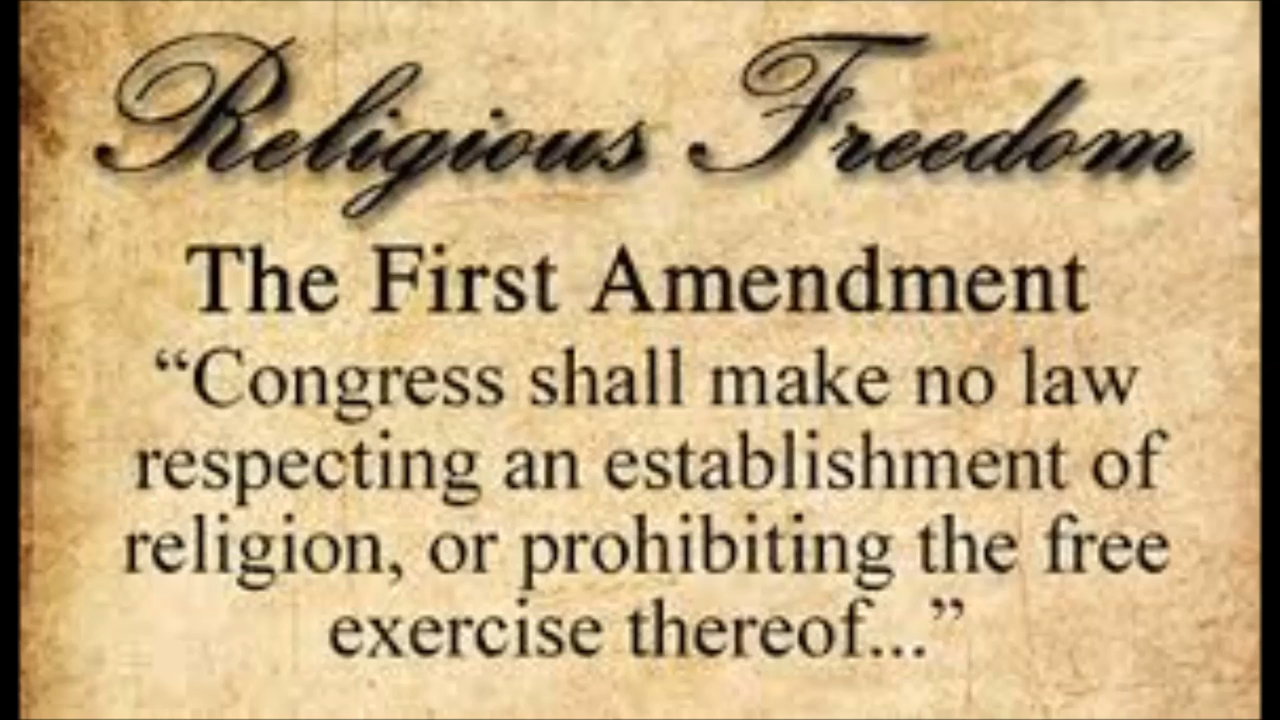 Religious Freedom
The First Amendment
“Congress shall make no law
respecting an establishment of
religion, or prohibiting the free
exercise thereof...”